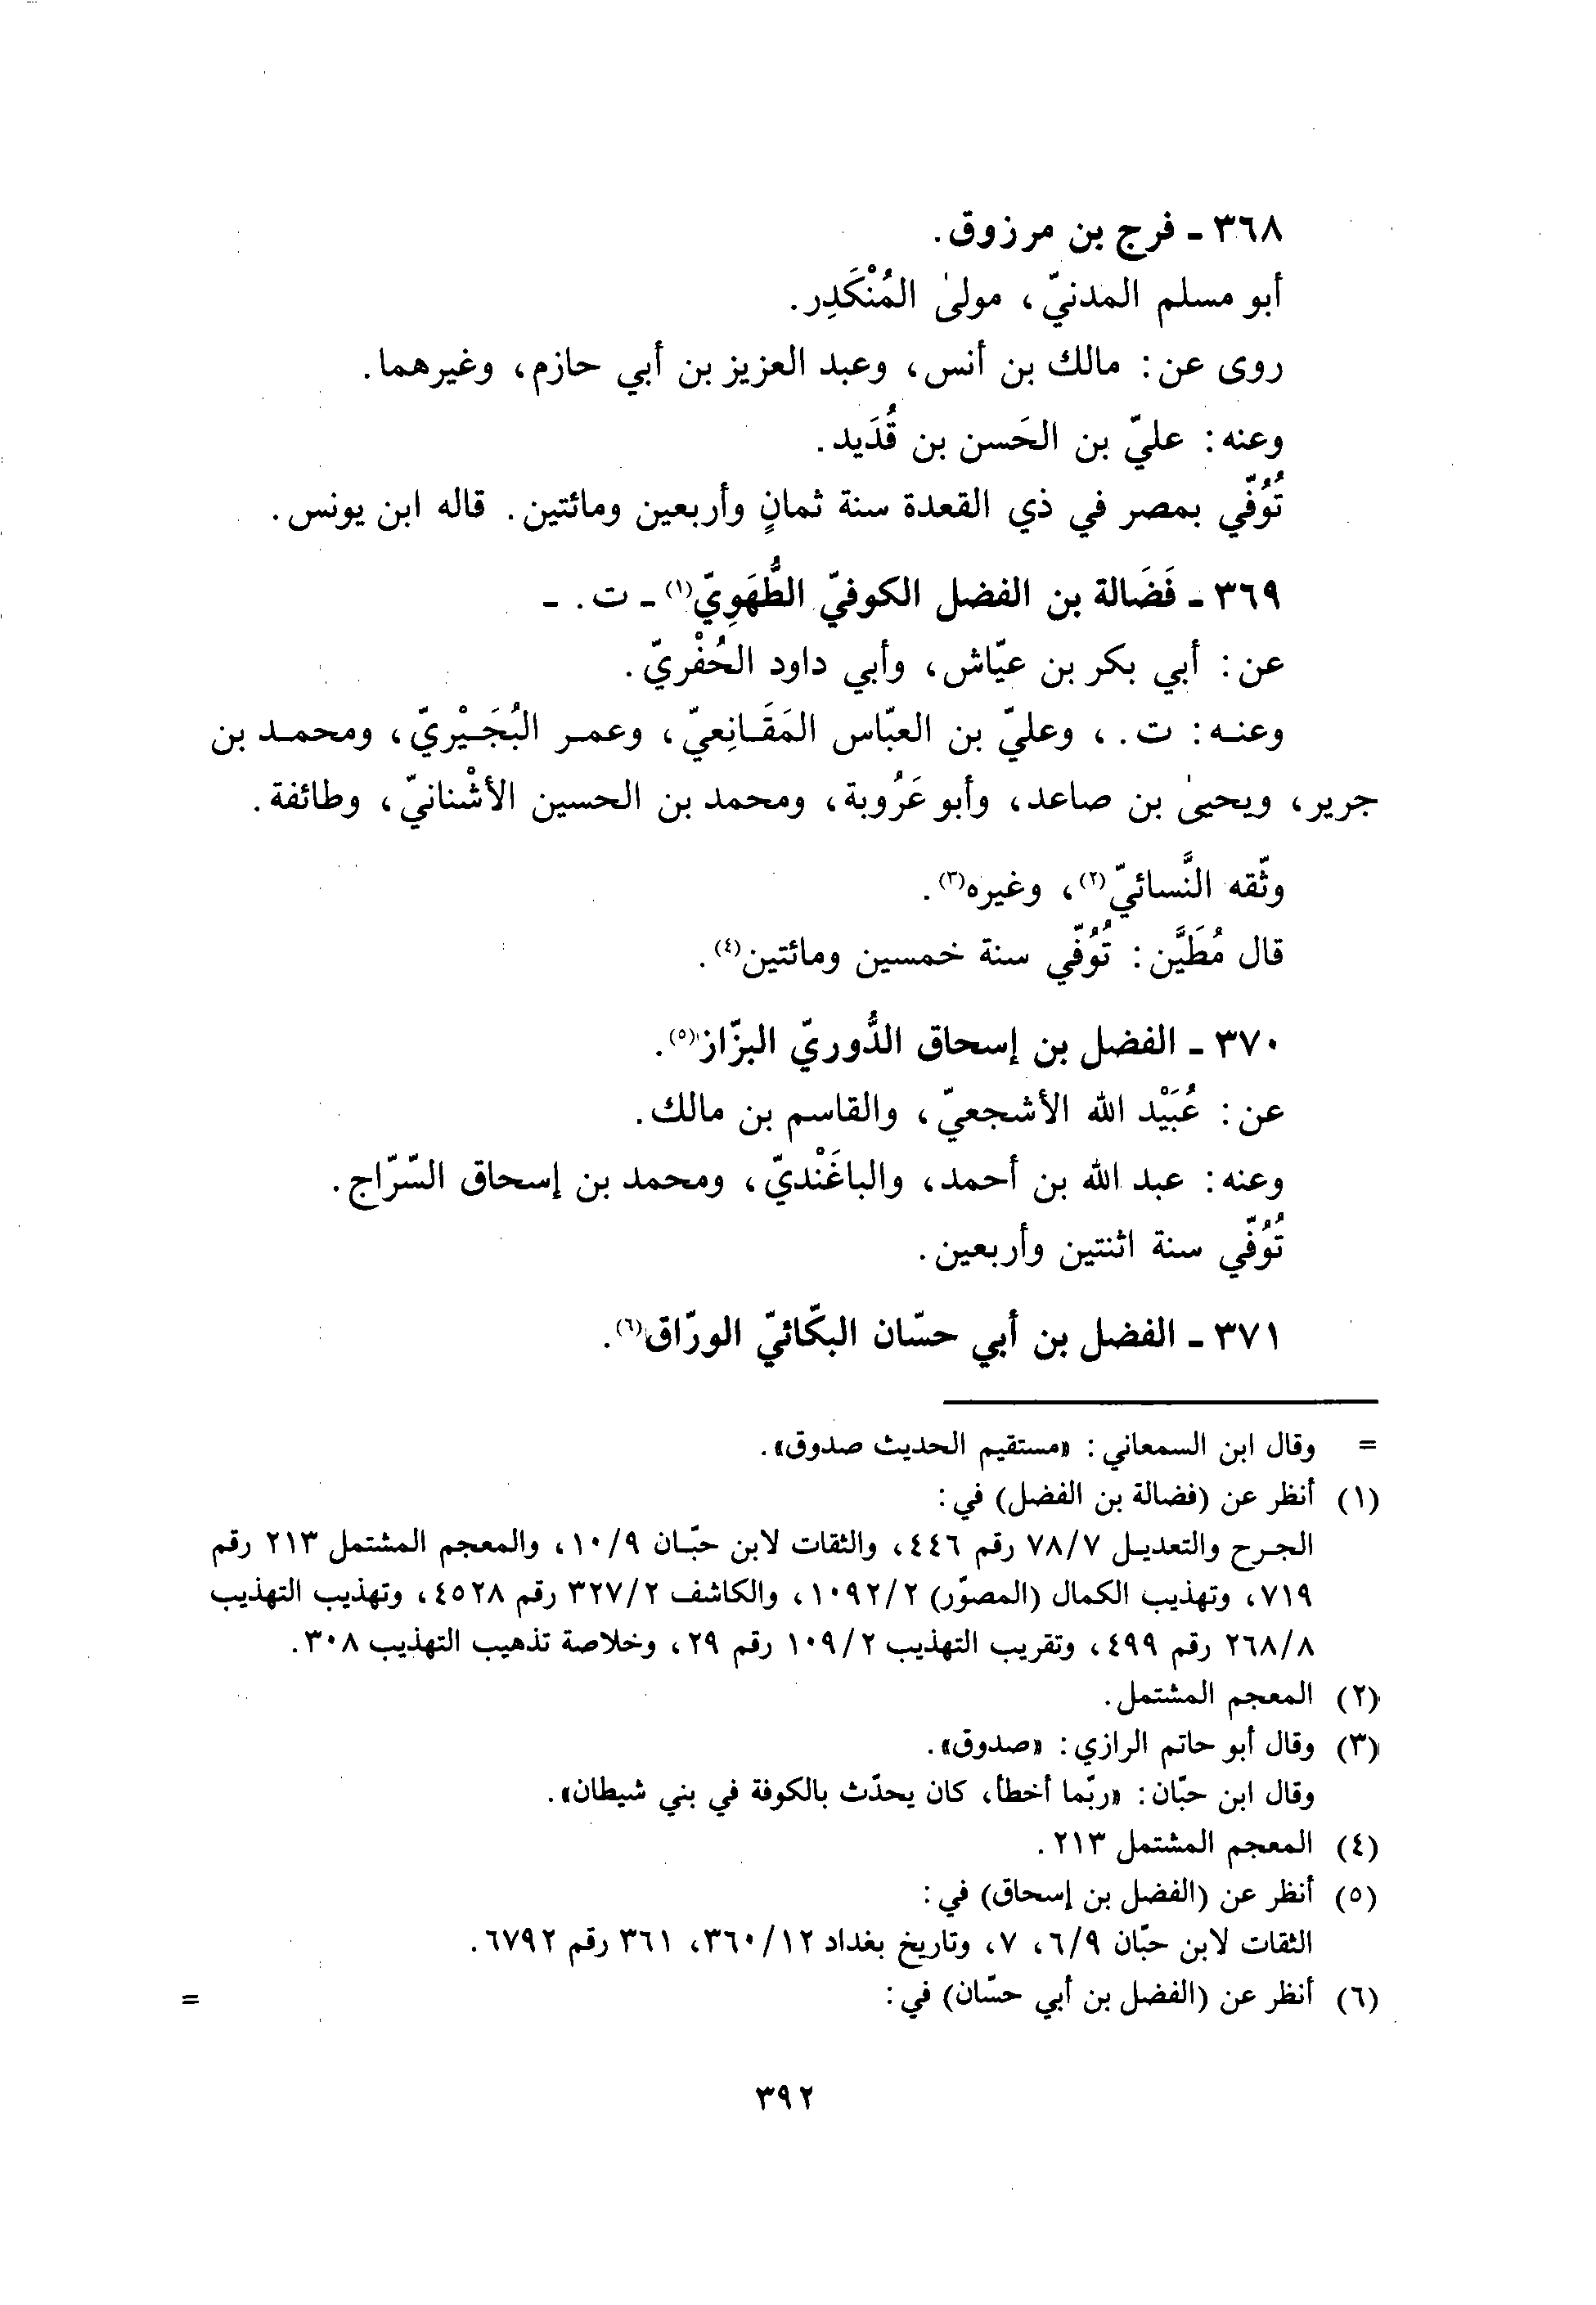 ٣٦٨ - فرج بن مرزوق.
أبو مسلم المدنيّ، مولىٰ المُنْكَدِر.
روى عن: مالك بن أنس، وعبد العزيز بن أبي حازم، وغيرهما.
وعنه: عليّ بن الحَسن بن قُدَيد.
تُوُفّي بمصر في ذي القعدة سنة ثمانٍ وأربعين ومائتين. قاله ابن يونس.
٣٦٩ - فَضَالة بن الفضل الكوفيّ الطُّهَوِيّ(١) - ت. -
عن: أبي بكر بن عيّاش، وأبي داود الحُفْريّ.
وعنـه: ت.، وعليّ بن العبّاس المَقَـانِعيّ، وعمـر البُجَـيْريّ، ومحمـد بن
جرير، ويحيىٰ بن صاعد، وأبو عَرُوبة، ومحمد بن الحسين الأشْنانيّ، وطائفة.
وثّقه النَّسائيّ(٢)، وغيره(٣).
قال مُطَيَّن: تُوُفّي سنة خمسين ومائتين(٤).
٣٧٠ - الفضل بن إسحاق الدُّوريّ البزّاز(٥).
عن: عُبَيْد الله الأشجعيّ، والقاسم بن مالك.
وعنه: عبد الله بن أحمد، والباغَنْديّ، ومحمد بن إسحاق السّرّاج.
تُوُفّي سنة اثنتين وأربعين.
٣٧١ - الفضل بن أبي حسّان البكّائيّ الورّاق(٦).
= وقال ابن السمعاني: «مستقيم الحديث صدوق».
(١) أنظر عن (فضالة بن الفضل) في:
الجـرح والتعديـل ٧٨/٧ رقم ٤٤٦، والثقات لابن حبّـان ١٠/٩، والمعجم المشتمل ٢١٣ رقم
٧١٩، وتهذيب الكمال (المصوّر) ١٠٩٢/٢، والكاشف ٣٢٧/٢ رقم ٤٥٢٨، وتهذيب التهذيب
٢٦٨/٨ رقم ٤٩٩، وتقريب التهذيب ١٠٩/٢ رقم ٢٩، وخلاصة تذهيب التهذيب ٣٠٨.
(٢) المعجم المشتمل.
(٣) وقال أبو حاتم الرازي: «صدوق».
وقال ابن حبّان: «ربّما أخطأ، كان يحدّث بالكوفة في بني شيطان».
(٤) المعجم المشتمل ٢١٣.
(٥) أنظر عن (الفضل بن إسحاق) في:
الثقات لابن حبّان ٦/٩، ٧، وتاريخ بغداد ٣٦٠/١٢، ٣٦١ رقم ٦٧٩٢.
(٦) أنظر عن (الفضل بن أبي حسّان) في: =
٣٩٢